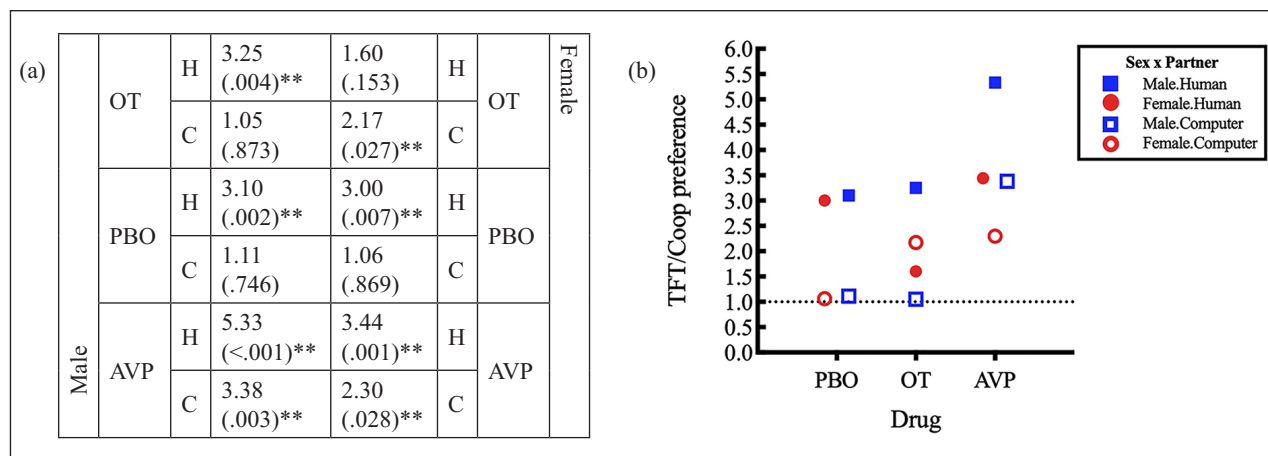 (a)
Male
Female
OT
H
3.25
(.004)**
1.60
(.153)
H
OT
C
1.05
(.873)
2.17
(.027)**
C
PBO
H
3.10
(.002)**
3.00
(.007)**
H
PBO
C
1.11
(.746)
1.06
(.869)
C
AVP
H
5.33
(<.001)**
3.44
(.001)**
H
AVP
C
3.38
(.003)**
2.30
(.028)**
C
(b)
TFT/Coop preference
6.0
5.5
5.0
4.5
4.0
3.5
3.0
2.5
2.0
1.5
1.0
0.5
0.0
PBO
OT
AVP
Drug
Sex x Partner
Male.Human
Female.Human
Male.Computer
Female.Computer